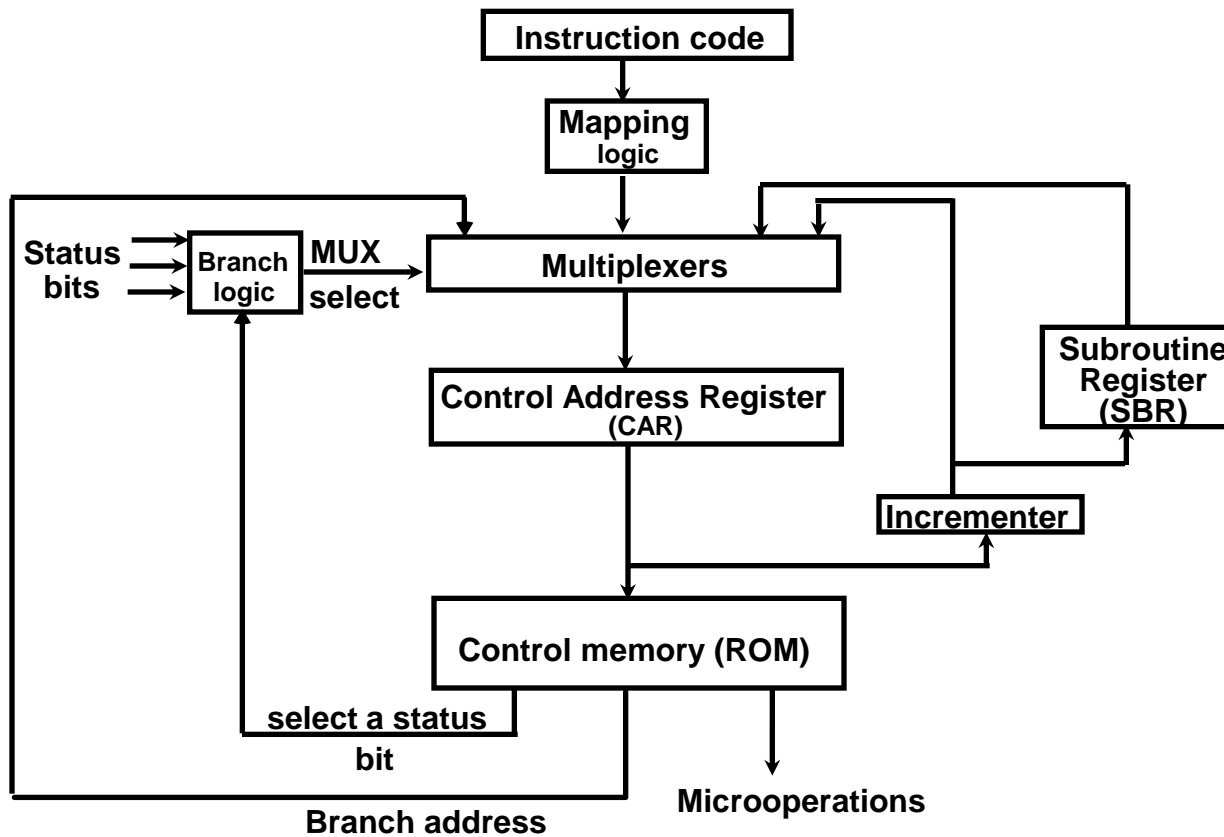 Instruction code
Mapping
logic
Status
bits
Branch
logic
MUX
select
Multiplexers
Subroutine
Register
(SBR)
Control Address Register
(CAR)
Incrementer
Control memory (ROM)
select a status
bit
Microoperations
Branch address